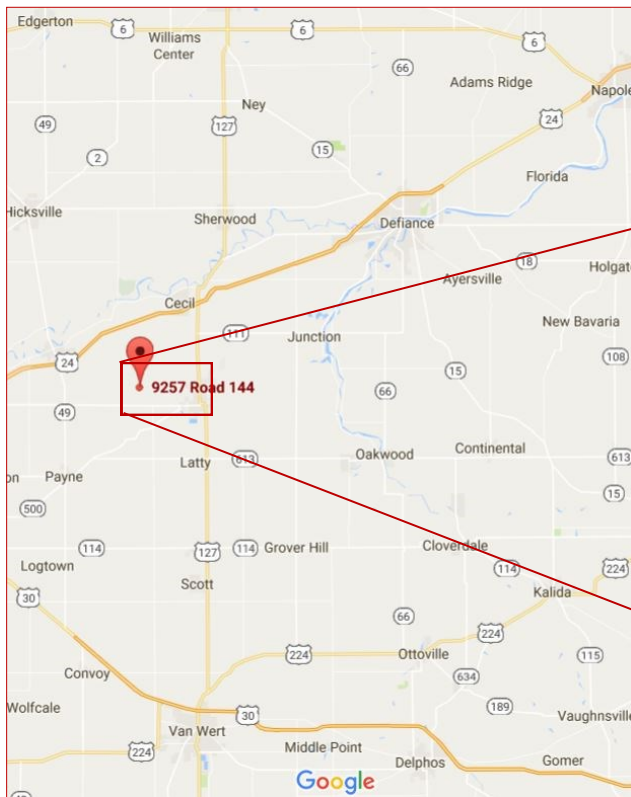 Edgerton
6
Williams
Center
6
6
66
Adams Ridge
Napole
Ney
49
127
24
15
2
Florida
Hicksville
Sherwood
Defiance
18
Holgate
Ayersville
Cecil
111
Junction
New Bavaria
24
108
9257 Road 144
15
66
49
Oakwood
Continental
613
Latty
613
on
Payne
15
500
114
127
114
Grover Hill
Cloverdale
114
224
Logtown
Scott
Kalida
30
66
224
224
Ottoville
115
Convoy
634
Wolfcale
189
Vaughnsville
30
Van Wert
224
Middle Point
Delphos
Gomer
Google